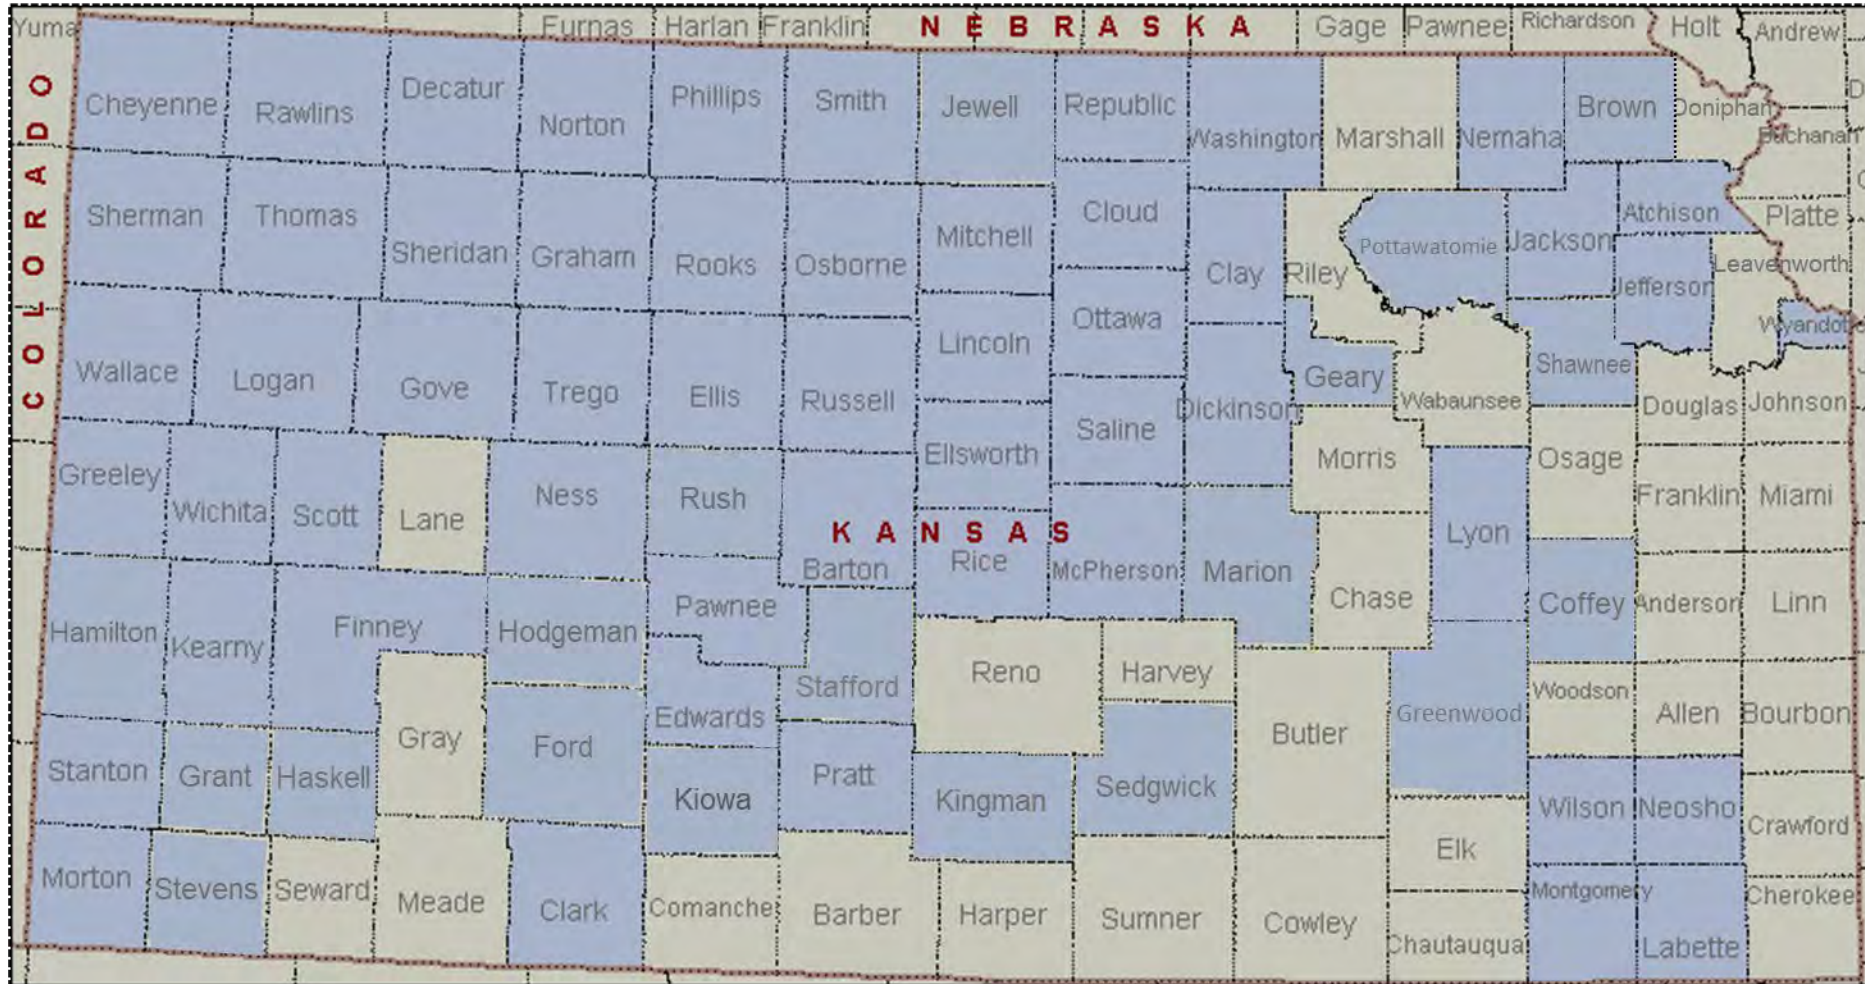 Yuma
Furnas
Harlan
Franklin
NEBRASKA
Gage
Pawnee
Richardson
Holt
Andrew
COLORADO
Cheyenne
Rawlins
Decatur
Norton
Phillips
Smith
Jewell
Republic
Washington
Marshall
Nemaha
Brown
Doniphan
Buchanan
Sherman
Thomas
Sheridan
Graham
Rooks
Osborne
Mitchell
Cloud
Clay
Riley
Pottawatomie
Jackson
Atchison
Platte
Jefferson
Leavenworth
Wallace
Logan
Gove
Trego
Ellis
Russell
Lincoln
Ottawa
Saline
Dickinson
Geary
Wabaunsee
Shawnee
Douglas
Johnson
Greeley
Wichita
Scott
Lane
Ness
Rush
Barton
Ellsworth
KANSAS
Rice
McPherson
Marion
Morris
Chase
Lyon
Osage
Franklin
Miami
Hamilton
Kearny
Finney
Hodgeman
Pawnee
Stafford
Edwards
Reno
Harvey
Butler
Greenwood
Coffey
Anderson
Linn
Woodson
Allen
Bourbon
Stanton
Grant
Haskell
Gray
Ford
Kiowa
Pratt
Kingman
Sedgwick
Elk
Wilson
Neosho
Crawford
Morton
Stevens
Seward
Meade
Clark
Comanche
Barber
Harper
Sumner
Cowley
Chautauqua
Montgomery
Labette
Cherokee